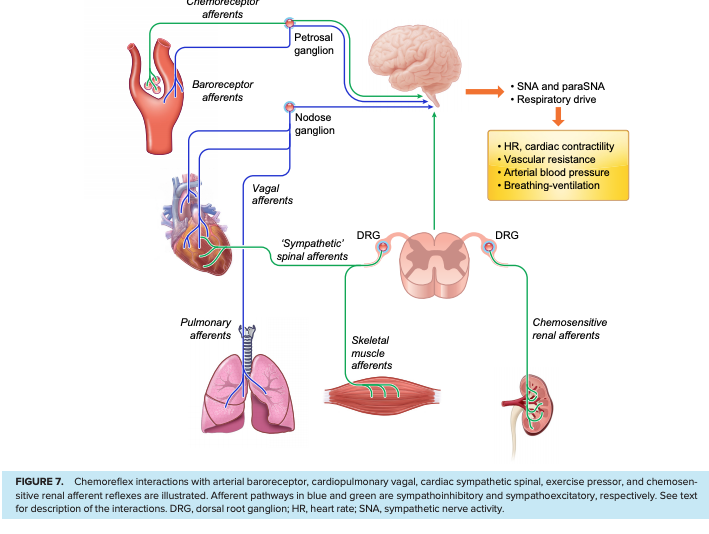 Chemoreceptor
afferents
Petrosal
ganglion
Baroreceptor
afferents
• SNA and paraSNA
• Respiratory drive
Nodose
ganglion
• HR, cardiac contractility
• Vascular resistance
• Arterial blood pressure
• Breathing-ventilation
Vagal
afferents
DRG
DRG
‘Sympathetic’
spinal afferents
Pulmonary
afferents
Chemosensitive
renal afferents
Skeletal
muscle
afferents
FIGURE 7. Chemoreflex interactions with arterial baroreceptor, cardiopulmonary vagal, cardiac sympathetic spinal, exercise pressor, and chemosen-
sitive renal afferent reflexes are illustrated. Afferent pathways in blue and green are sympathoinhibitory and sympathoexcitatory, respectively. See text
for description of the interactions. DRG, dorsal root ganglion; HR, heart rate; SNA, sympathetic nerve activity.